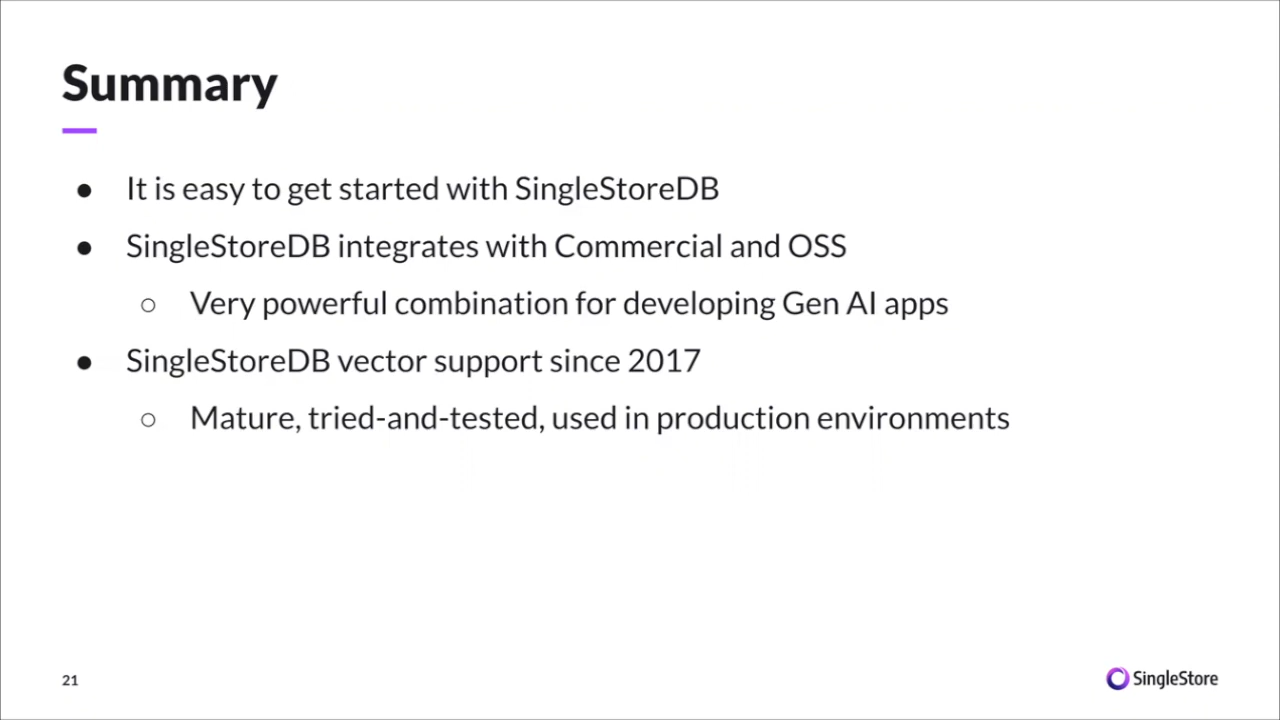 Summary
● It is easy to get started with SingleStoreDB
● SingleStoreDB integrates with Commercial and OSS
○ Very powerful combination for developing Gen AI apps
● SingleStoreDB vector support since 2017
○ Mature, tried-and-tested, used in production environments
21
SingleStore